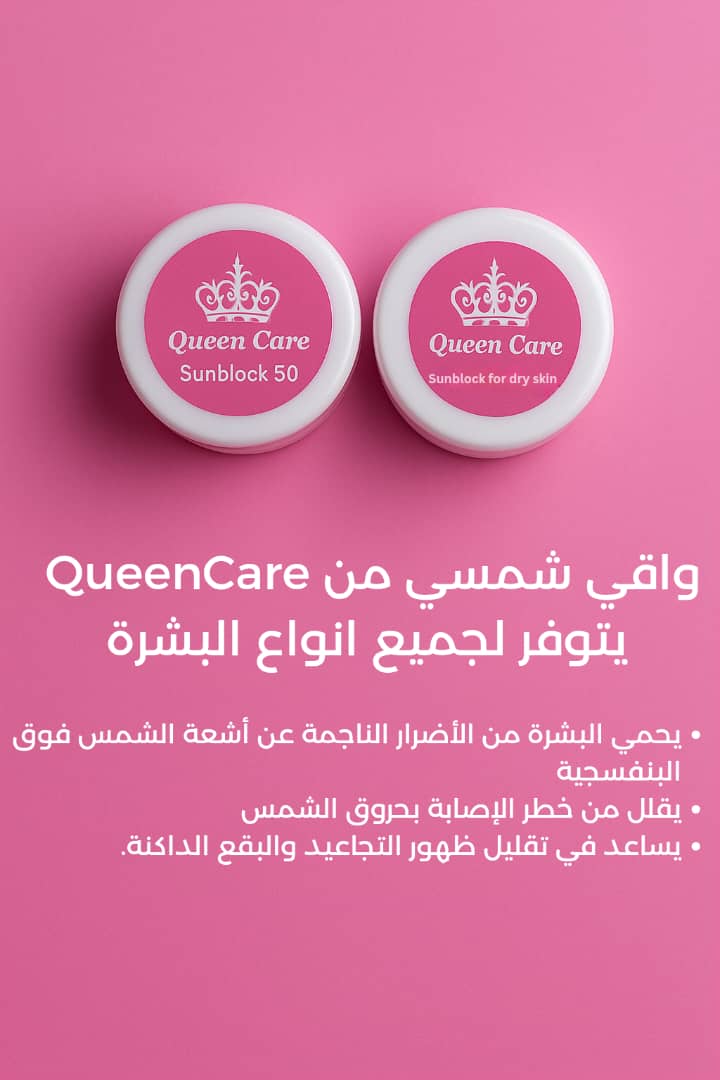 Queen Care
Sunblock 50
Queen Care
Sunblock for dry skin
واقي شمسي من QueenCare
يتوفر لجميع انواع البشرة
• يحمي البشرة من الأضرار الناجمة عن أشعة الشمس فوق
البنفسجية
• يقلل من خطر الإصابة بحروق الشمس
• يساعد في تقليل ظهور التجاعيد والبقع الداكنة.